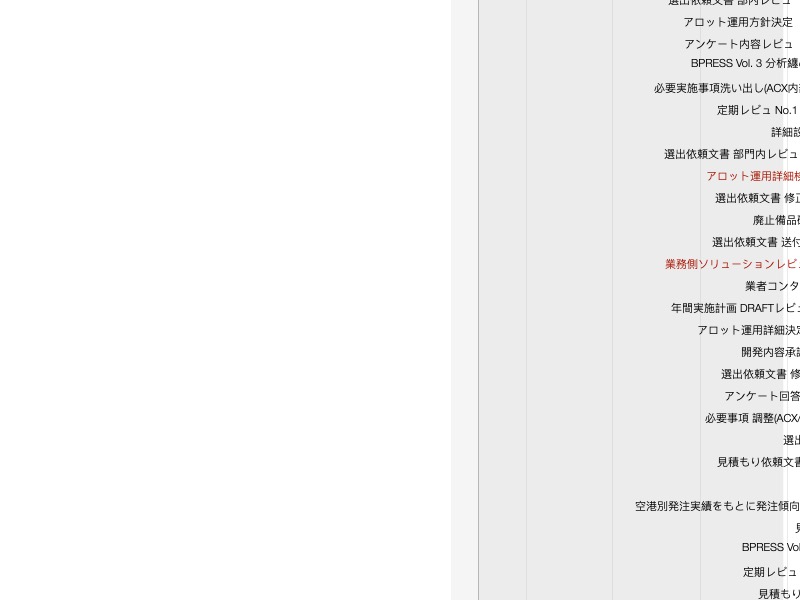 選出依頼文書 部内レビュ
アロット運用方針決定
アンケート内容レビュ
BPRESS Vol. 3 分析纏
必要実施事項洗い出し(ACX内
定期レビュ No.1
詳細設
選出依頼文書 部門内レビュ
アロット運用詳細
選出依頼文書 修正
廃止備品
選出依頼文書 送付
業務側ソリューションレビ
業者コンタ
年間実施計画 DRAFTレビュ
アロット運用詳細決定
開発内容承認
選出依頼文書 修
アンケート回答
必要事項 調整(ACX
選出
見積もり依頼文書
空港別発注実績をもとに発注傾向
見
BPRESS Vol
定期レビュ
見積もり